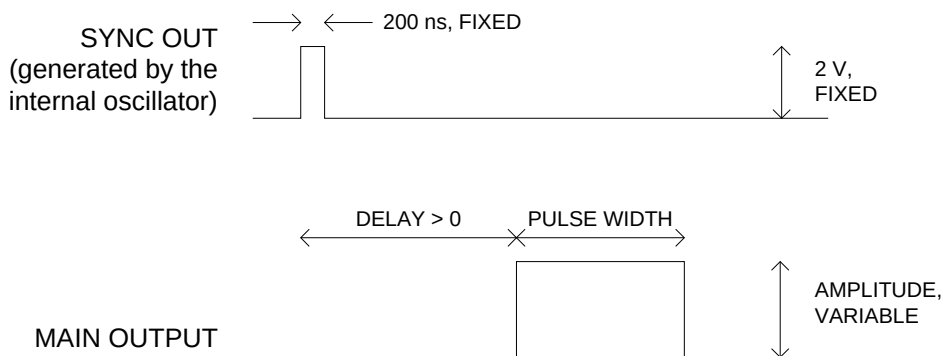 200 ns, FIXED
SYNC OUT
(generated by the
internal oscillator)
2 V,
FIXED
DELAY > 0
PULSE WIDTH
AMPLITUDE,
VARIABLE
MAIN OUTPUT